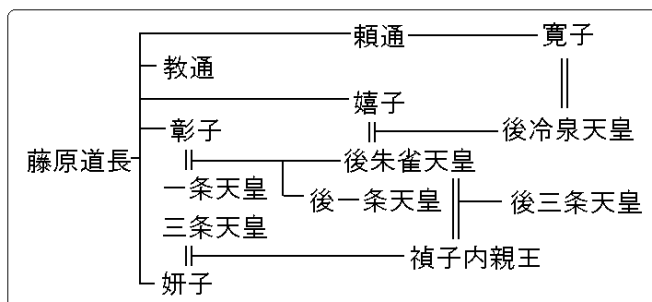 頼通
寛子
教通
嬉子
彰子
後冷泉天皇
藤原道長
後朱雀天皇
一条天皇
後一条天皇
後三条天皇
三条天皇
禎子内親王
妍子